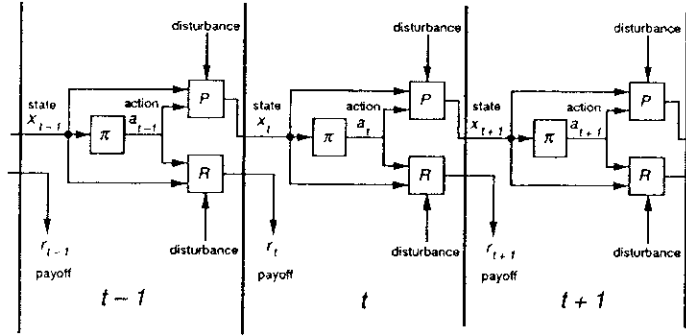 disturbance
P
state
x_{t-1}
π
action
a_{t-1}
R
r_{t-1}
payoff
disturbance
t – 1
disturbance
P
state
x_t
π
action
a_t
R
r_t
payoff
disturbance
t
disturbance
P
state
x_{t+1}
π
action
a_{t+1}
R
r_{t+1}
payoff
disturbance
t + 1